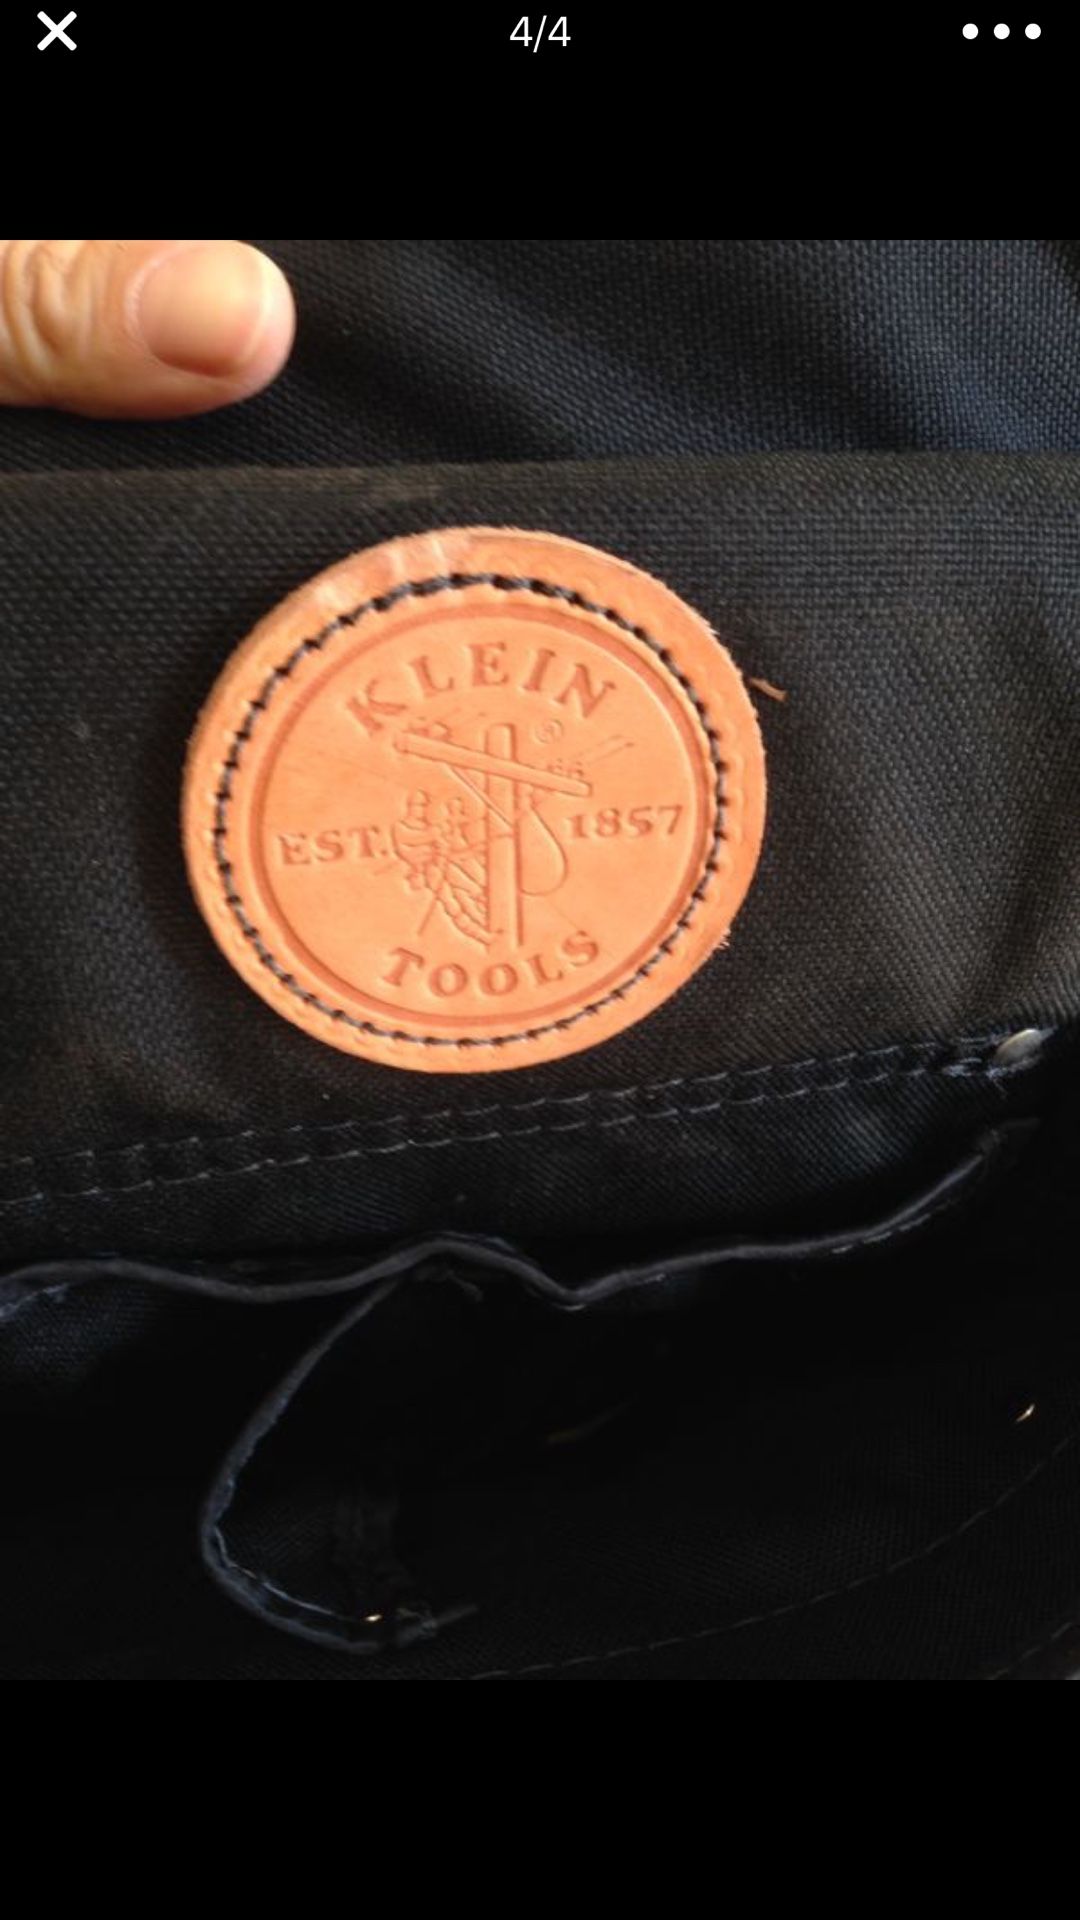 4/4
KLEIN
®
EST. 1857
TOOLS